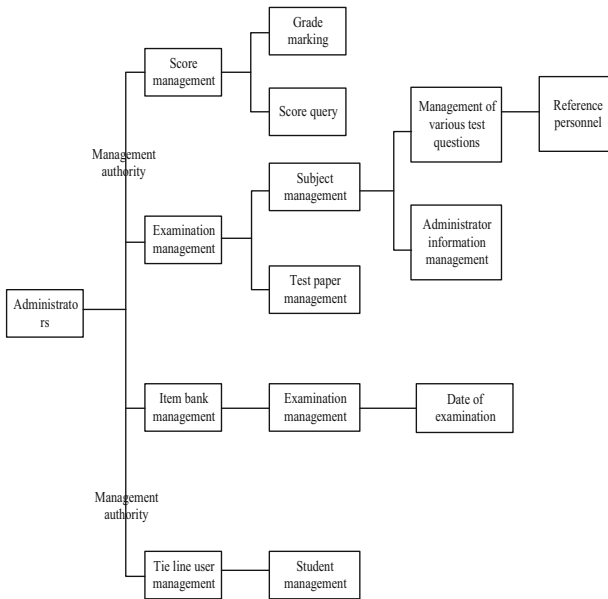 Grade
marking
Score
management
Score query
Management of
various test
questions
Reference
personnel
Management
authority
Subject
management
Examination
management
Administrator
information
management
Test paper
management
Administrato
rs
Item bank
management
Examination
management
Date of
examination
Management
authority
Tie line user
management
Student
management